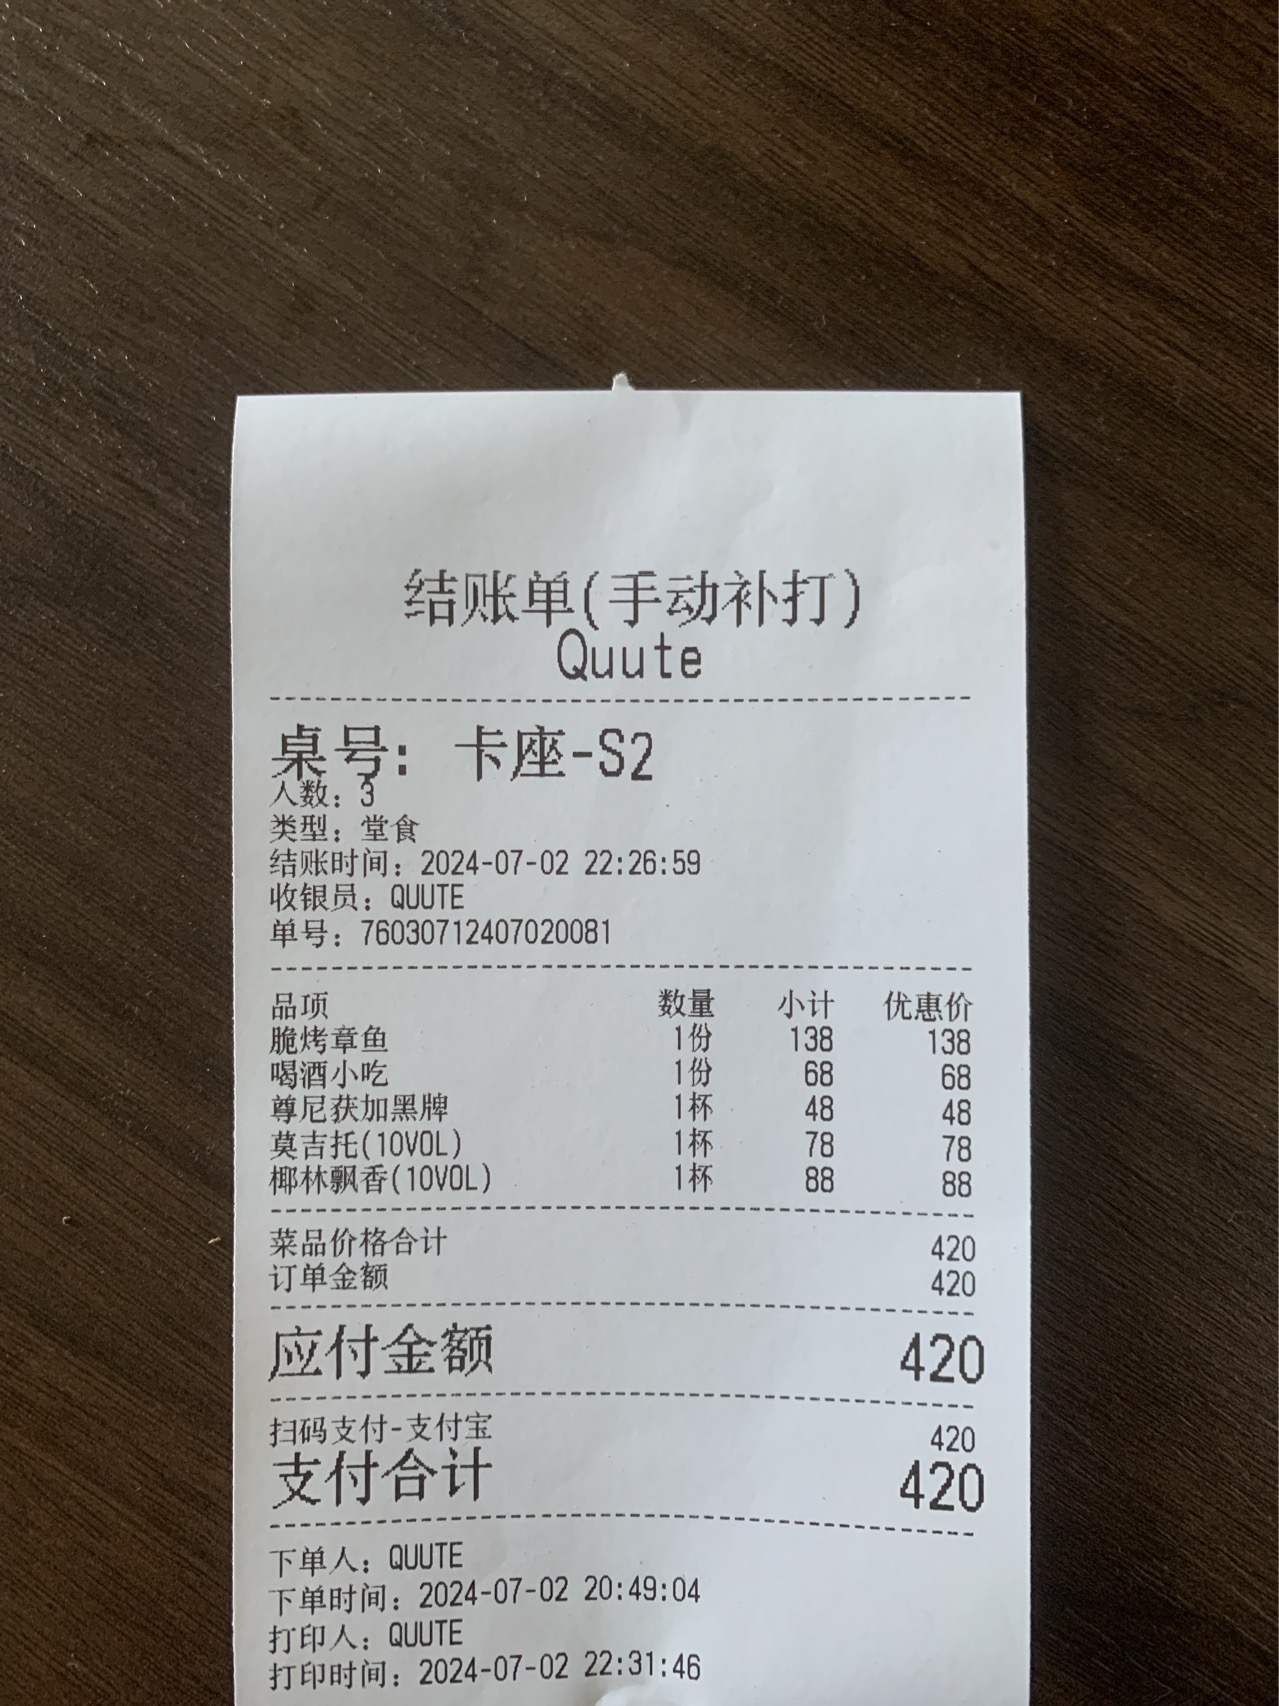 结账单(手动补打)
Quute
桌号: 卡座-S2
人数: 3
类型: 堂食
结账时间: 2024-07-02 22:26:59
收银员: QUUTE
单号: 76030712407020081
品项 数量 小计 优惠价
脆烤章鱼 1份 138 138
喝酒小吃 1份 68 68
尊尼获加黑牌 1杯 48 48
莫吉托(10VOL) 1杯 78 78
椰林飘香(10VOL) 1杯 88 88
菜品价格合计 420
订单金额 420
应付金额 420
扫码支付-支付宝 420
支付合计 420
下单人: QUUTE
下单时间: 2024-07-02 20:49:04
打印人: QUUTE
打印时间: 2024-07-02 22:31:46